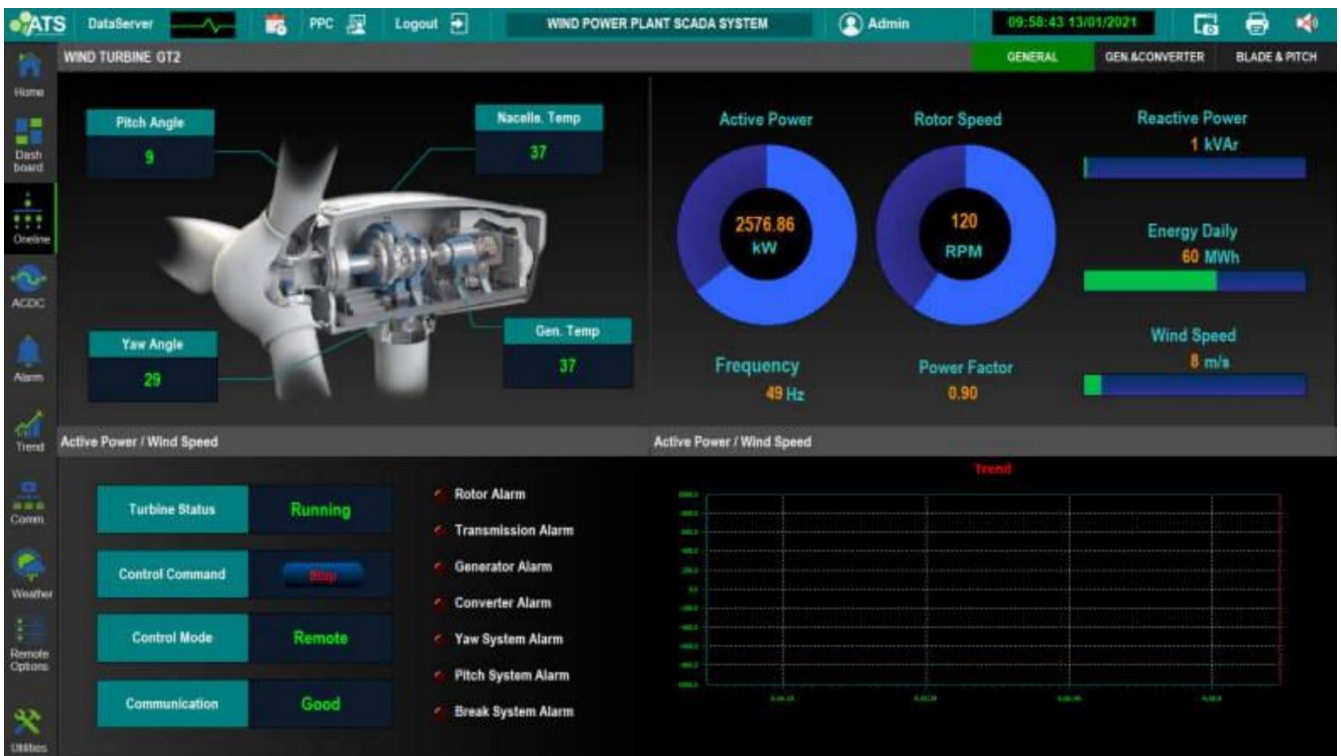 ATS DataServer PPC Logout WIND POWER PLANT SCADA SYSTEM Admin 09:58:43 13/01/2021
WIND TURBINE GT2 GENERAL GEN.&CONVERTER BLADE & PITCH
Home
Dash
board
Oneline
ACDC
Alarm
Trend
Comm.
Weather
Remote
Options
Utilities
Pitch Angle
9
Nacelle. Temp
37
Yaw Angle
29
Gen. Temp
37
Active Power
2576.86
kW
Rotor Speed
120
RPM
Reactive Power
1 kVAr
Energy Daily
60 MWh
Wind Speed
8 m/s
Frequency
49 Hz
Power Factor
0.90
Active Power / Wind Speed
Turbine Status Running
Control Command Stop
Control Mode Remote
Communication Good
Rotor Alarm
Transmission Alarm
Generator Alarm
Converter Alarm
Yaw System Alarm
Pitch System Alarm
Break System Alarm
Active Power / Wind Speed
Trend